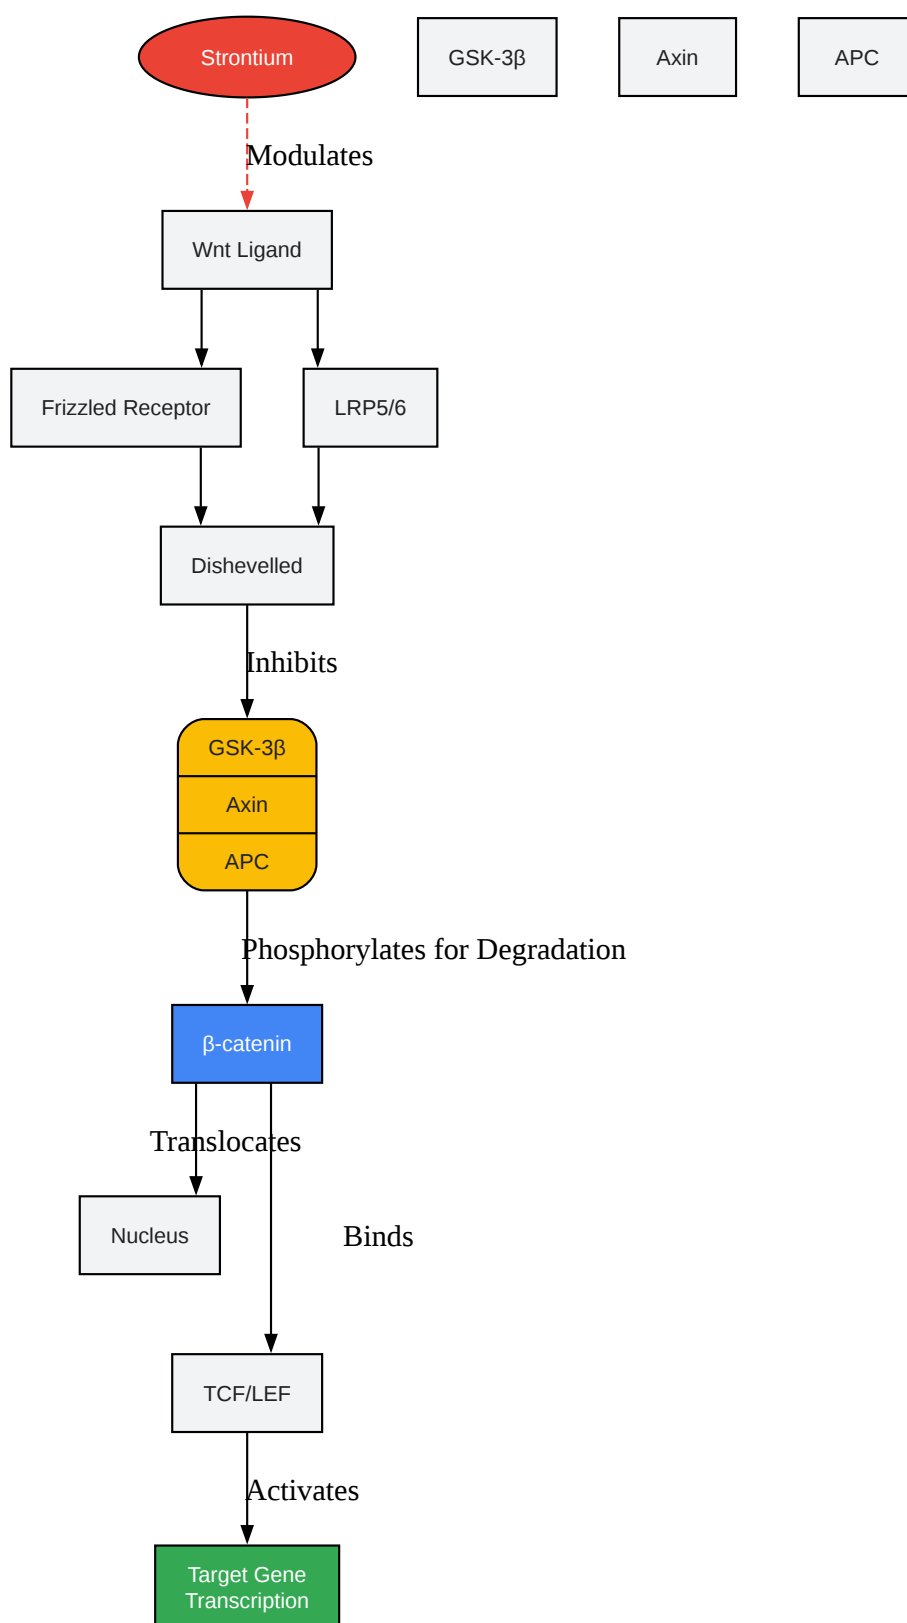 Strontium
GSK-3β
Axin
APC
Modulates
Wnt Ligand
Frizzled Receptor
LRP5/6
Dishevelled
Inhibits
GSK-3β
Axin
APC
Phosphorylates for Degradation
β-catenin
Translocates
Nucleus
Binds
TCF/LEF
Activates
Target Gene
Transcription